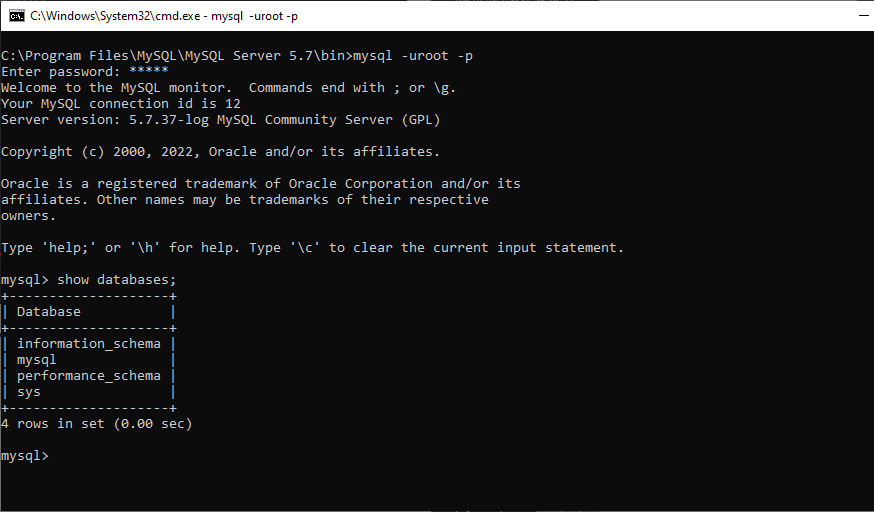 C:\Windows\System32\cmd.exe - mysql  -uroot -p
C:\Program Files\MySQL\MySQL Server 5.7\bin>mysql -uroot -p
Enter password: *****
Welcome to the MySQL monitor.  Commands end with ; or \g.
Your MySQL connection id is 12
Server version: 5.7.37-log MySQL Community Server (GPL)

Copyright (c) 2000, 2022, Oracle and/or its affiliates.

Oracle is a registered trademark of Oracle Corporation and/or its
affiliates. Other names may be trademarks of their respective
owners.

Type 'help;' or '\h' for help. Type '\c' to clear the current input statement.

mysql> show databases;
+--------------------+
| Database           |
+--------------------+
| information_schema |
| mysql              |
| performance_schema |
| sys                |
+--------------------+
4 rows in set (0.00 sec)

mysql>